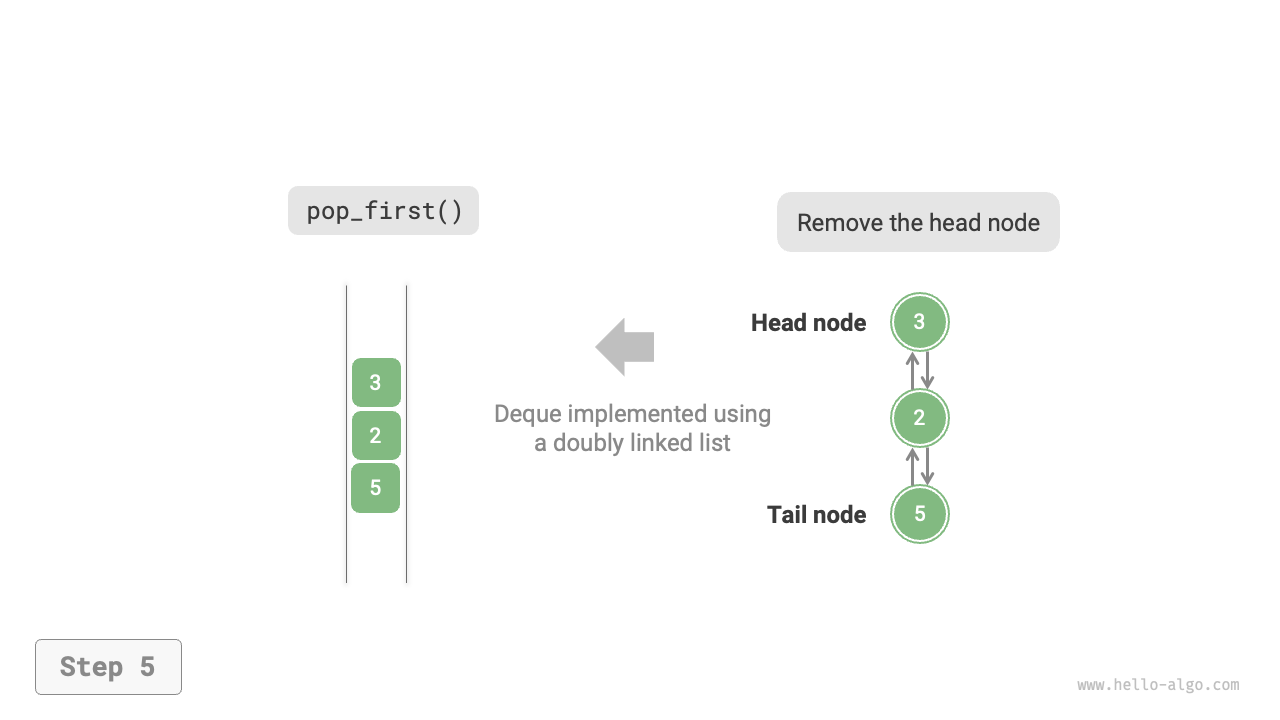 pop_first()
Remove the head node
Head node
3
2
Tail node
5
3
2
5
Deque implemented using
a doubly linked list
Step 5
www.hello-algo.com